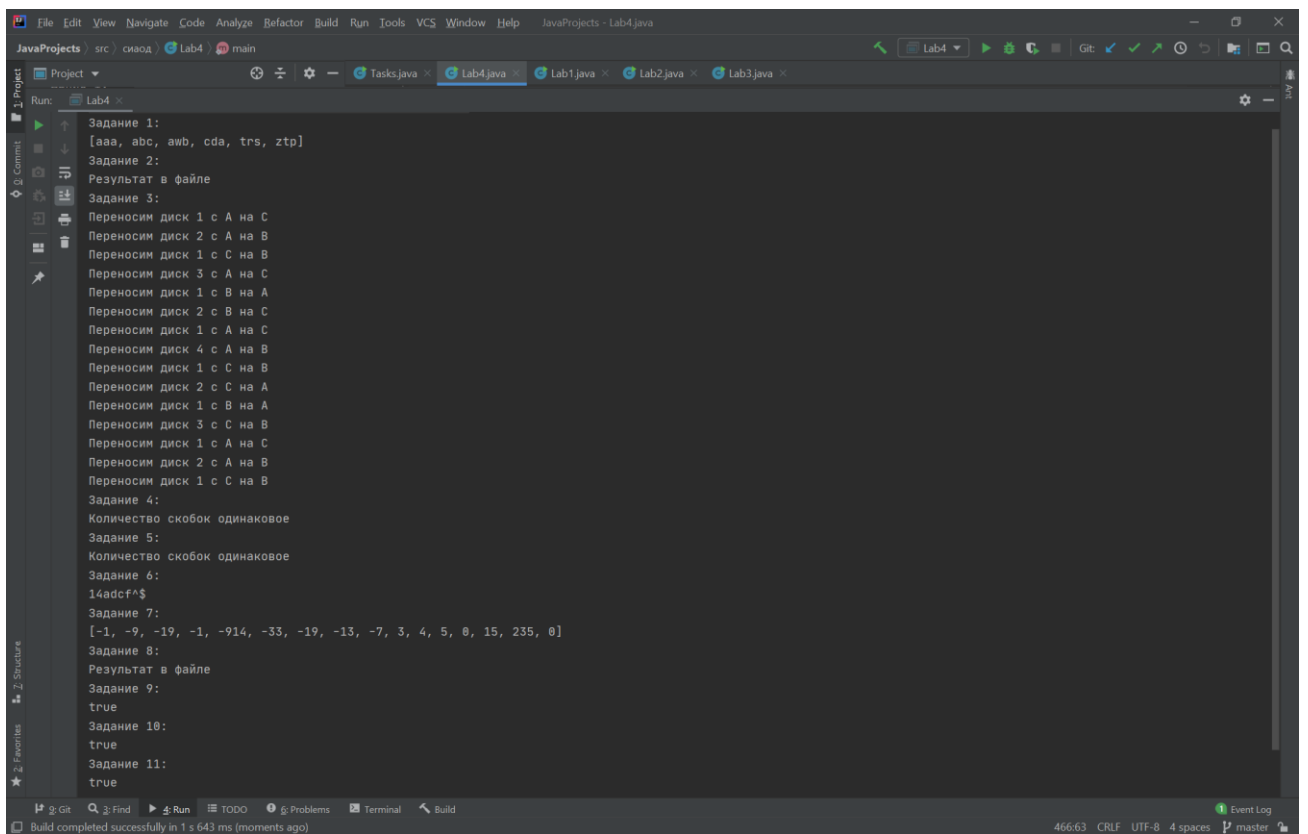 File Edit View Navigate Code Analyze Refactor Build Run Tools VCS Window Help JavaProjects - Lab4.java
JavaProjects src сиаод Lab4 main Lab4 Git:
1: Project Project Tasks.java Lab4.java Lab1.java Lab2.java Lab3.java Ant
Run: Lab4
0: Commit
Задание 1:
[aaa, abc, awb, cda, trs, ztp]
Задание 2:
Результат в файле
Задание 3:
Переносим диск 1 с A на C
Переносим диск 2 с A на B
Переносим диск 1 с C на B
Переносим диск 3 с A на C
Переносим диск 1 с B на A
Переносим диск 2 с B на C
Переносим диск 1 с A на C
Переносим диск 4 с A на B
Переносим диск 1 с C на B
Переносим диск 2 с C на A
Переносим диск 1 с B на A
Переносим диск 3 с C на B
Переносим диск 1 с A на C
Переносим диск 2 с A на B
Переносим диск 1 с C на B
Задание 4:
Количество скобок одинаковое
Задание 5:
Количество скобок одинаковое
Задание 6:
14adcf^$
Задание 7:
[-1, -9, -19, -1, -914, -33, -19, -13, -7, 3, 4, 5, 0, 15, 235, 0]
Задание 8:
Результат в файле
Задание 9:
true
Задание 10:
true
Задание 11:
true
7: Structure
2: Favorites
9: Git 3: Find 4: Run TODO 6: Problems Terminal Build 1 Event Log
Build completed successfully in 1 s 643 ms (moments ago) 466:63 CRLF UTF-8 4 spaces master